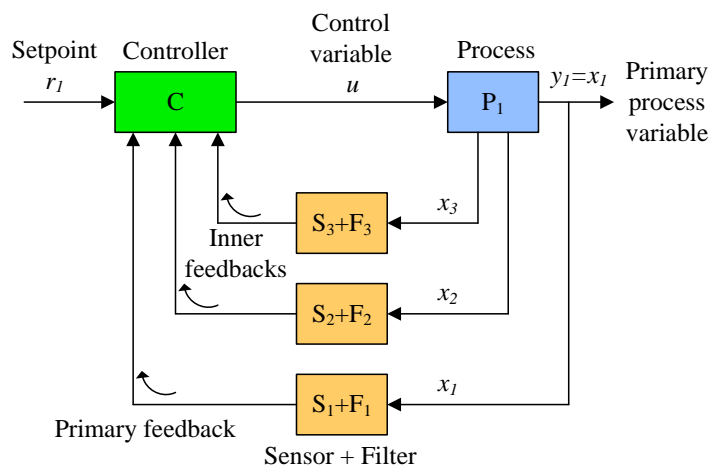 Setpoint
r1
Controller
C
Control
variable
u
Process
P1
y1=x1
Primary
process
variable
S3+F3
x3
Inner
feedbacks
S2+F2
x2
S1+F1
x1
Primary feedback
Sensor + Filter